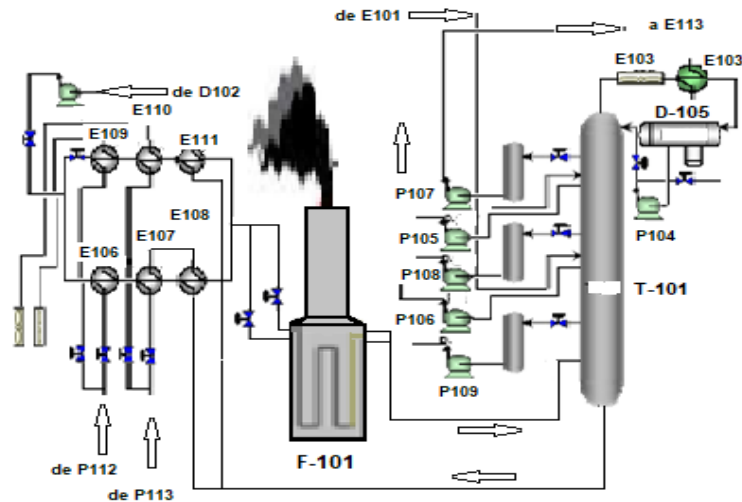 de E101
a E113
E103
E103
de D102
D-105
E110
E109
E111
P107
P104
P105
E108
E107
E106
P108
T-101
P106
P109
F-101
de P112
de P113